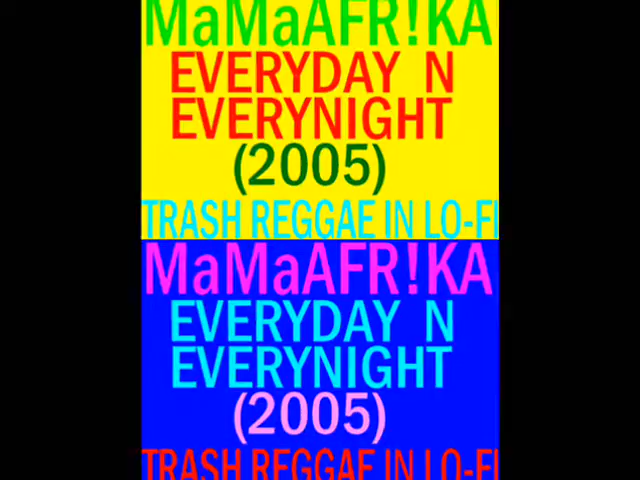 MaMaAFR!KA
EVERYDAY N
EVERYNIGHT
(2005)
TRASH REGGAE IN LO-FI
MaMaAFR!KA
EVERYDAY N
EVERYNIGHT
(2005)
TRASH REGGAE IN LO-FI